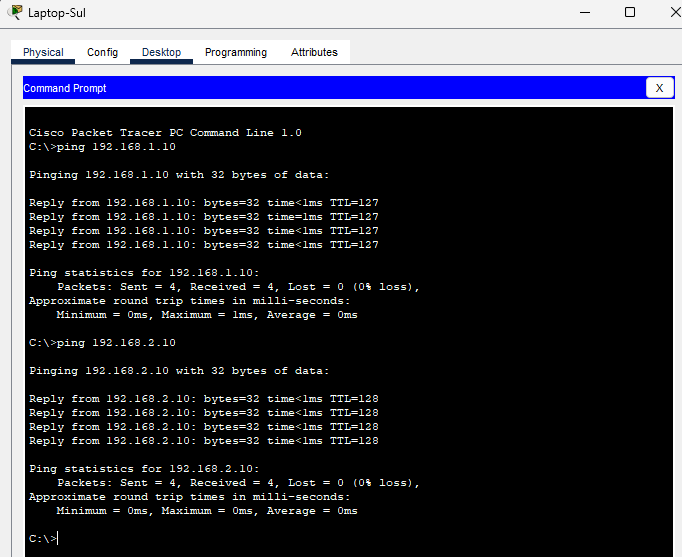 Laptop-Sul
Physical Config Desktop Programming Attributes
Command Prompt X
Cisco Packet Tracer PC Command Line 1.0
C:\>ping 192.168.1.10
Pinging 192.168.1.10 with 32 bytes of data:
Reply from 192.168.1.10: bytes=32 time<1ms TTL=127
Reply from 192.168.1.10: bytes=32 time=1ms TTL=127
Reply from 192.168.1.10: bytes=32 time<1ms TTL=127
Reply from 192.168.1.10: bytes=32 time<1ms TTL=127
Ping statistics for 192.168.1.10:
Packets: Sent = 4, Received = 4, Lost = 0 (0% loss),
Approximate round trip times in milli-seconds:
Minimum = 0ms, Maximum = 1ms, Average = 0ms
C:\>ping 192.168.2.10
Pinging 192.168.2.10 with 32 bytes of data:
Reply from 192.168.2.10: bytes=32 time<1ms TTL=128
Reply from 192.168.2.10: bytes=32 time<1ms TTL=128
Reply from 192.168.2.10: bytes=32 time<1ms TTL=128
Reply from 192.168.2.10: bytes=32 time<1ms TTL=128
Ping statistics for 192.168.2.10:
Packets: Sent = 4, Received = 4, Lost = 0 (0% loss),
Approximate round trip times in milli-seconds:
Minimum = 0ms, Maximum = 0ms, Average = 0ms
C:\>